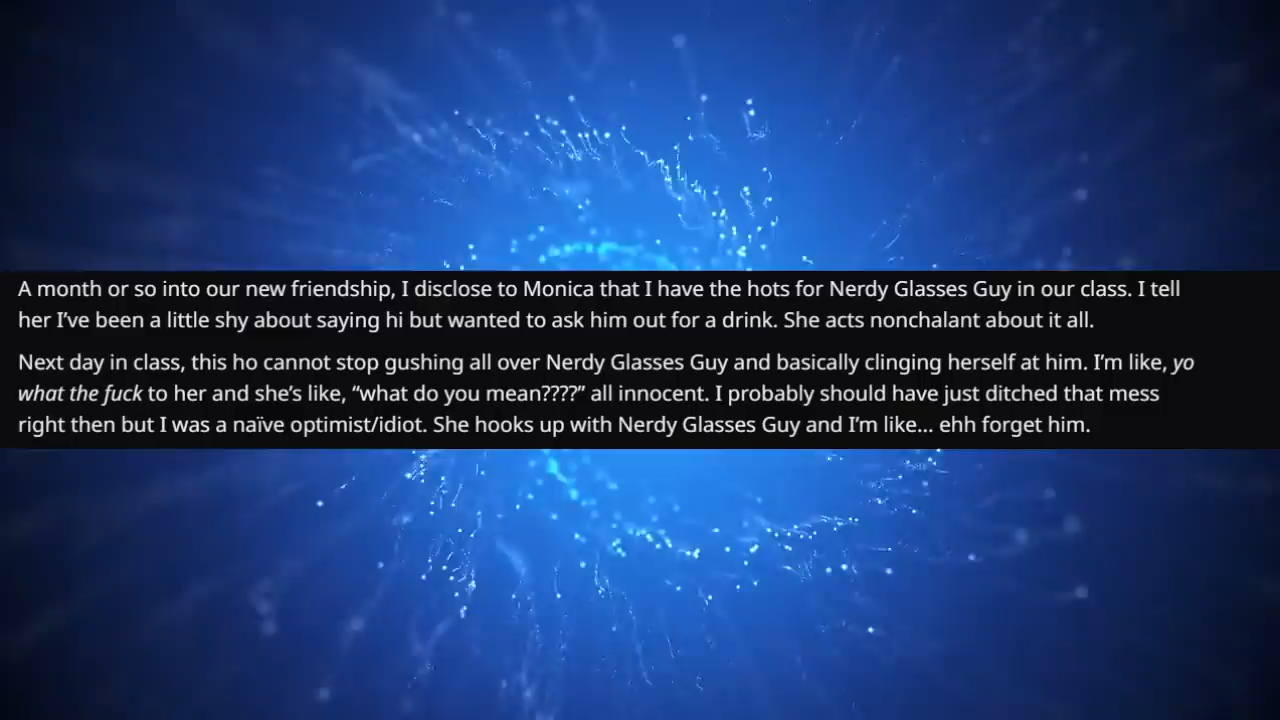 A month or so into our new friendship, I disclose to Monica that I have the hots for Nerdy Glasses Guy in our class. I tell
her I’ve been a little shy about saying hi but wanted to ask him out for a drink. She acts nonchalant about it all.
Next day in class, this ho cannot stop gushing all over Nerdy Glasses Guy and basically clinging herself at him. I’m like, yo
what the fuck to her and she’s like, “what do you mean????” all innocent. I probably should have just ditched that mess
right then but I was a naïve optimist/idiot. She hooks up with Nerdy Glasses Guy and I’m like... ehh forget him.